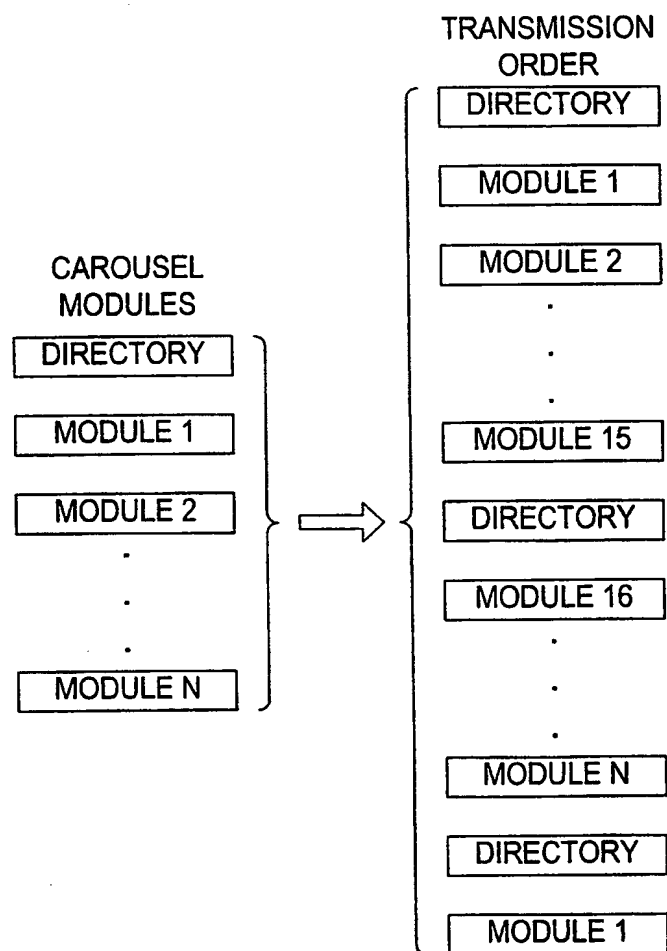 CAROUSEL
MODULES
DIRECTORY
MODULE 1
MODULE 2
.
.
.
MODULE N
TRANSMISSION
ORDER
DIRECTORY
MODULE 1
MODULE 2
.
.
.
MODULE 15
DIRECTORY
MODULE 16
.
.
.
MODULE N
DIRECTORY
MODULE 1